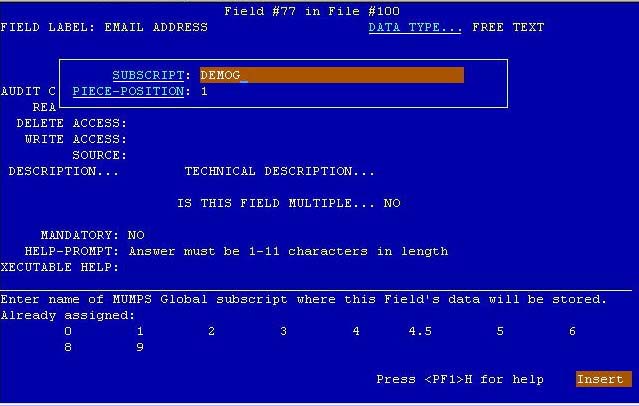 Field #77 in File #100
FIELD LABEL: EMAIL ADDRESS DATA TYPE... FREE TEXT
SUBSCRIPT: DEMOG_
AUDIT C PIECE-POSITION: 1
REA
DELETE ACCESS:
WRITE ACCESS:
SOURCE:
DESCRIPTION... TECHNICAL DESCRIPTION...
IS THIS FIELD MULTIPLE... NO
MANDATORY: NO
HELP-PROMPT: Answer must be 1-11 characters in length
XECUTABLE HELP:
Enter name of MUMPS Global subscript where this Field's data will be stored.
Already assigned:
0 1 2 3 4 4.5 5 6
8 9
Press <PF1>H for help Insert